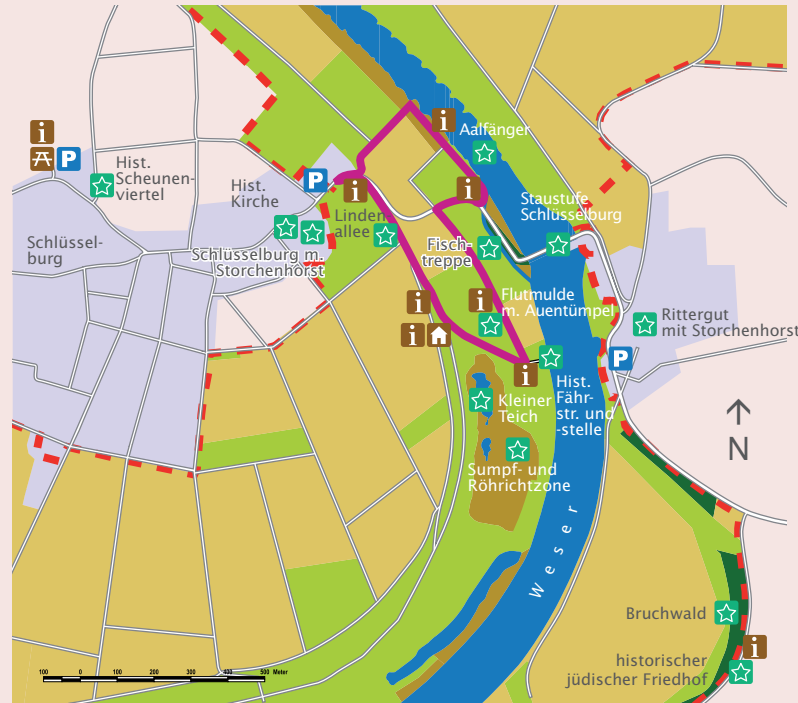 i
P
Hist.
Scheunen-
viertel
Hist.
Kirche
P
i
Linden
allee
Schlüssel-
burg
Schlüsselburg m.
Storchenhorst
i
Aalfänger
i
Staustufe
Schlüsselburg
Fisch-
treppe
i
Flutmulde
m. Auentümpel
i
i
i
Rittergut
mit Storchenhorst
P
Hist.
Fähr-
str. und
-stelle
Kleiner
Teich
Sumpf- und
Röhrichtzone
N
Weser
Bruchwald
i
historischer
jüdischer Friedhof
100 0 100 200 300 400 500 Meter